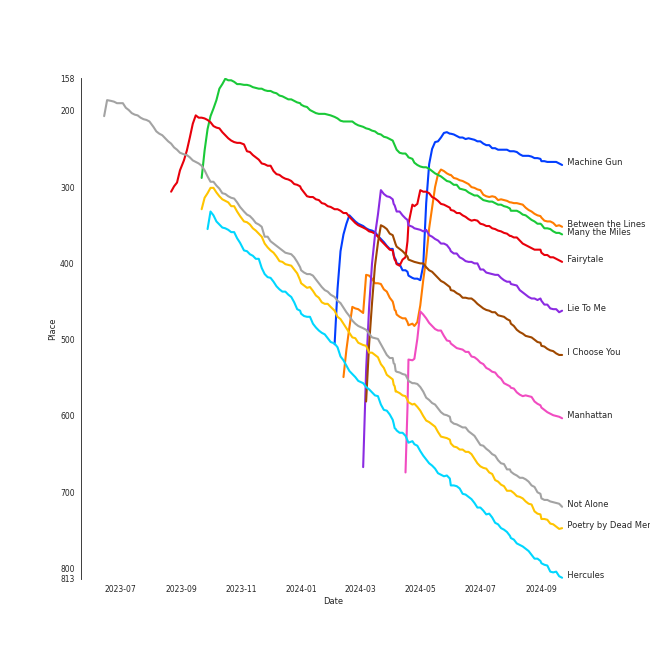 158
200
300
400
500
600
700
800
813
Place
2023-07
2023-09
2023-11
2024-01
2024-03
2024-05
2024-07
2024-09
Date
Machine Gun
Between the Lines
Many the Miles
Fairytale
Lie To Me
I Choose You
Manhattan
Not Alone
Poetry by Dead Mer
Hercules